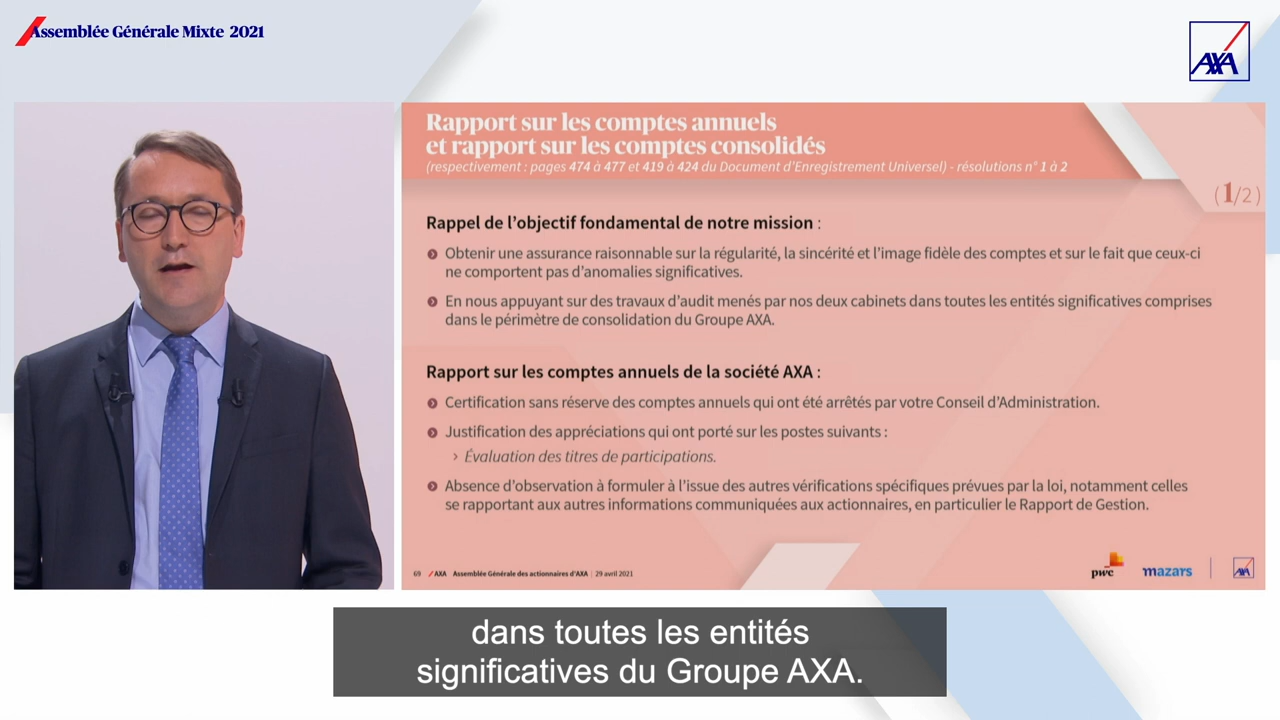 Assemblée Générale Mixte 2021
AXA
Rapport sur les comptes annuels
et rapport sur les comptes consolidés
(respectivement : pages 474 à 477 et 419 à 424 du Document d'Enregistrement Universel) - résolutions n° 1 à 2
(1/2)
Rappel de l'objectif fondamental de notre mission :
Obtenir une assurance raisonnable sur la régularité, la sincérité et l'image fidèle des comptes et sur le fait que ceux-ci
ne comportent pas d'anomalies significatives.
En nous appuyant sur des travaux d'audit menés par nos deux cabinets dans toutes les entités significatives comprises
dans le périmètre de consolidation du Groupe AXA.
Rapport sur les comptes annuels de la société AXA :
Certification sans réserve des comptes annuels qui ont été arrêtés par votre Conseil d'Administration.
Justification des appréciations qui ont porté sur les postes suivants :
› Évaluation des titres de participations.
Absence d'observation à formuler à l'issue des autres vérifications spécifiques prévues par la loi, notamment celles
se rapportant aux autres informations communiquées aux actionnaires, en particulier le Rapport de Gestion.
69 /AXA Assemblée Générale des actionnaires d'AXA | 29 avril 2021
pwc mazars AXA
dans toutes les entités
significatives du Groupe AXA.